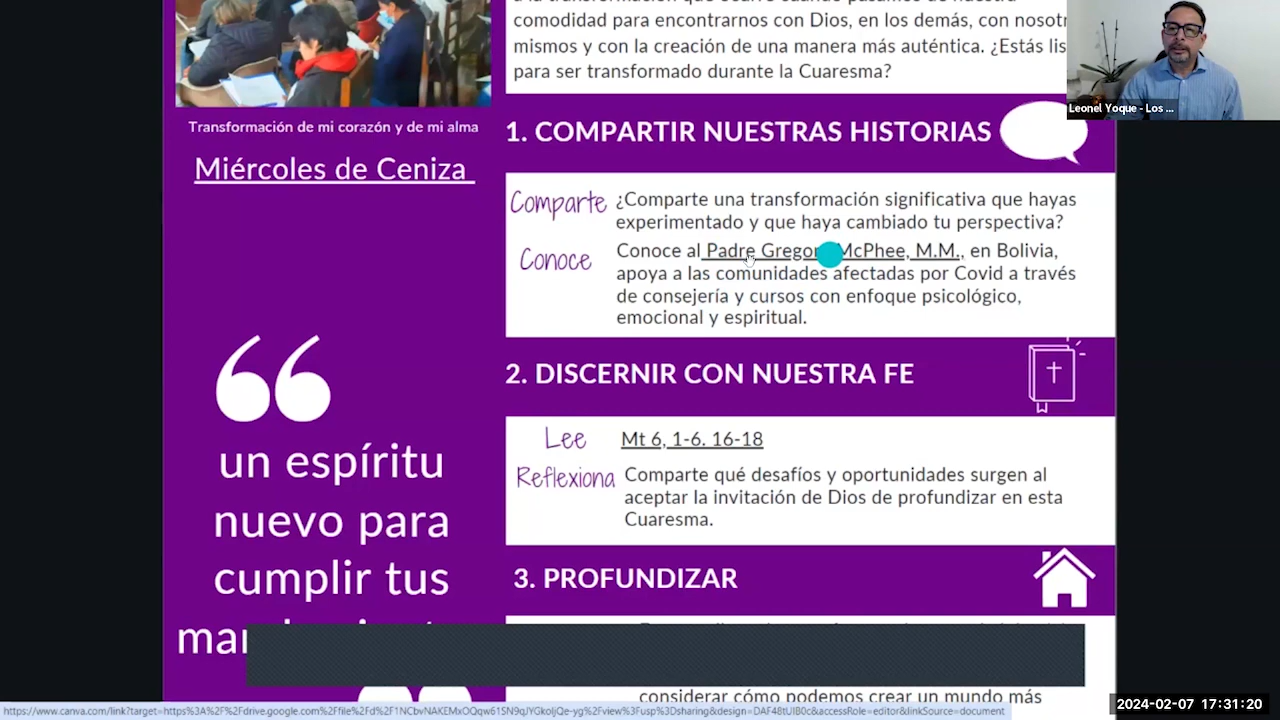 comodidad para encontrarnos con Dios, en los demás, con nosotr
mismos y con la creación de una manera más auténtica. ¿Estás lis
para ser transformado durante la Cuaresma?
Leonel Yoque - Los ...
Transformación de mi corazón y de mi alma
Miércoles de Ceniza
1. COMPARTIR NUESTRAS HISTORIAS
Comparte ¿Comparte una transformación significativa que hayas
experimentado y que haya cambiado tu perspectiva?
Conoce Conoce al Padre Gregor McPhee, M.M., en Bolivia,
apoya a las comunidades afectadas por Covid a través
de consejería y cursos con enfoque psicológico,
emocional y espiritual.
2. DISCERNIR CON NUESTRA FE
Lee Mt 6, 1-6. 16-18
Reflexiona Comparte qué desafíos y oportunidades surgen al
aceptar la invitación de Dios de profundizar en esta
Cuaresma.
“
un espíritu
nuevo para
cumplir tus
3. PROFUNDIZAR
considerar cómo podemos crear un mundo más
2024-02-07 17:31:20